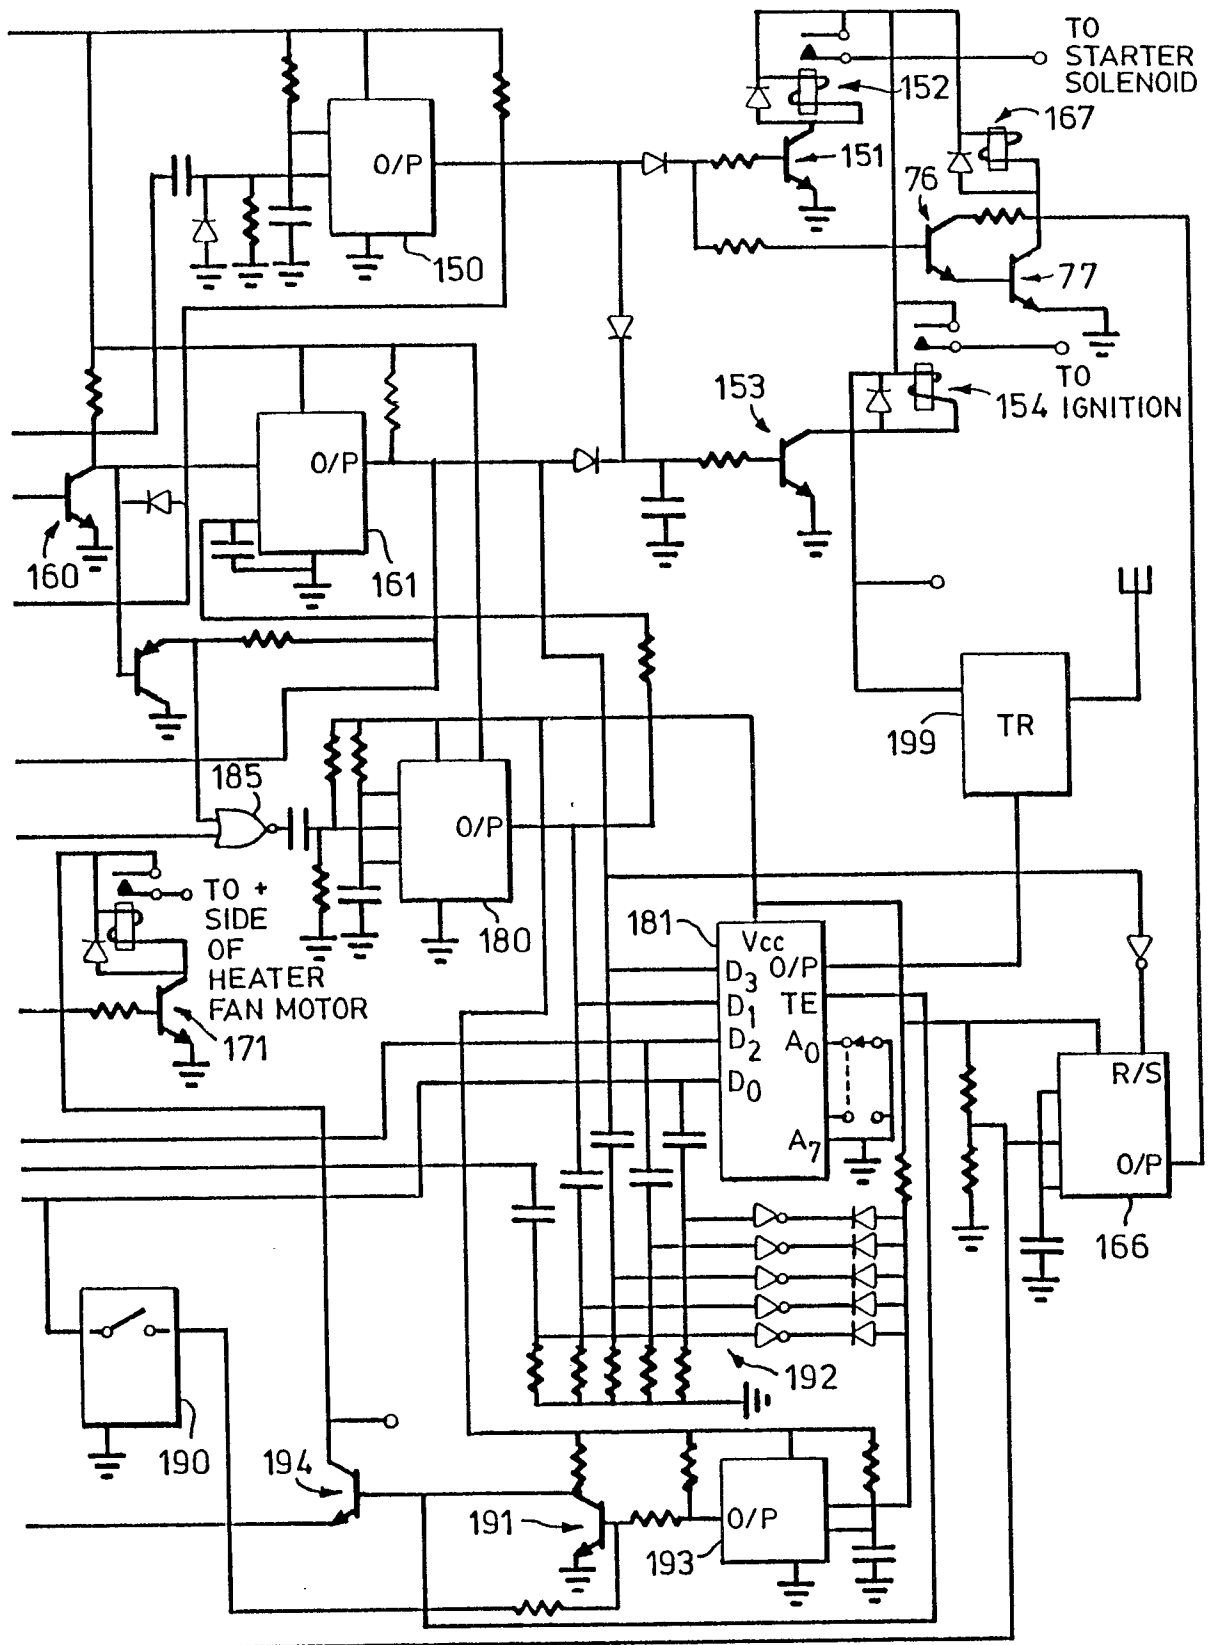 TO
STARTER
SOLENOID
152
167
O/P
151
76
150
77
153
TO
IGNITION
154
O/P
160
161
TR
199
185
O/P
TO +
SIDE
OF
HEATER
FAN MOTOR
180
181
Vcc
D3
O/P
D1
TE
D2
A0
D0
R/S
171
A7
O/P
166
192
190
194
191
O/P
193